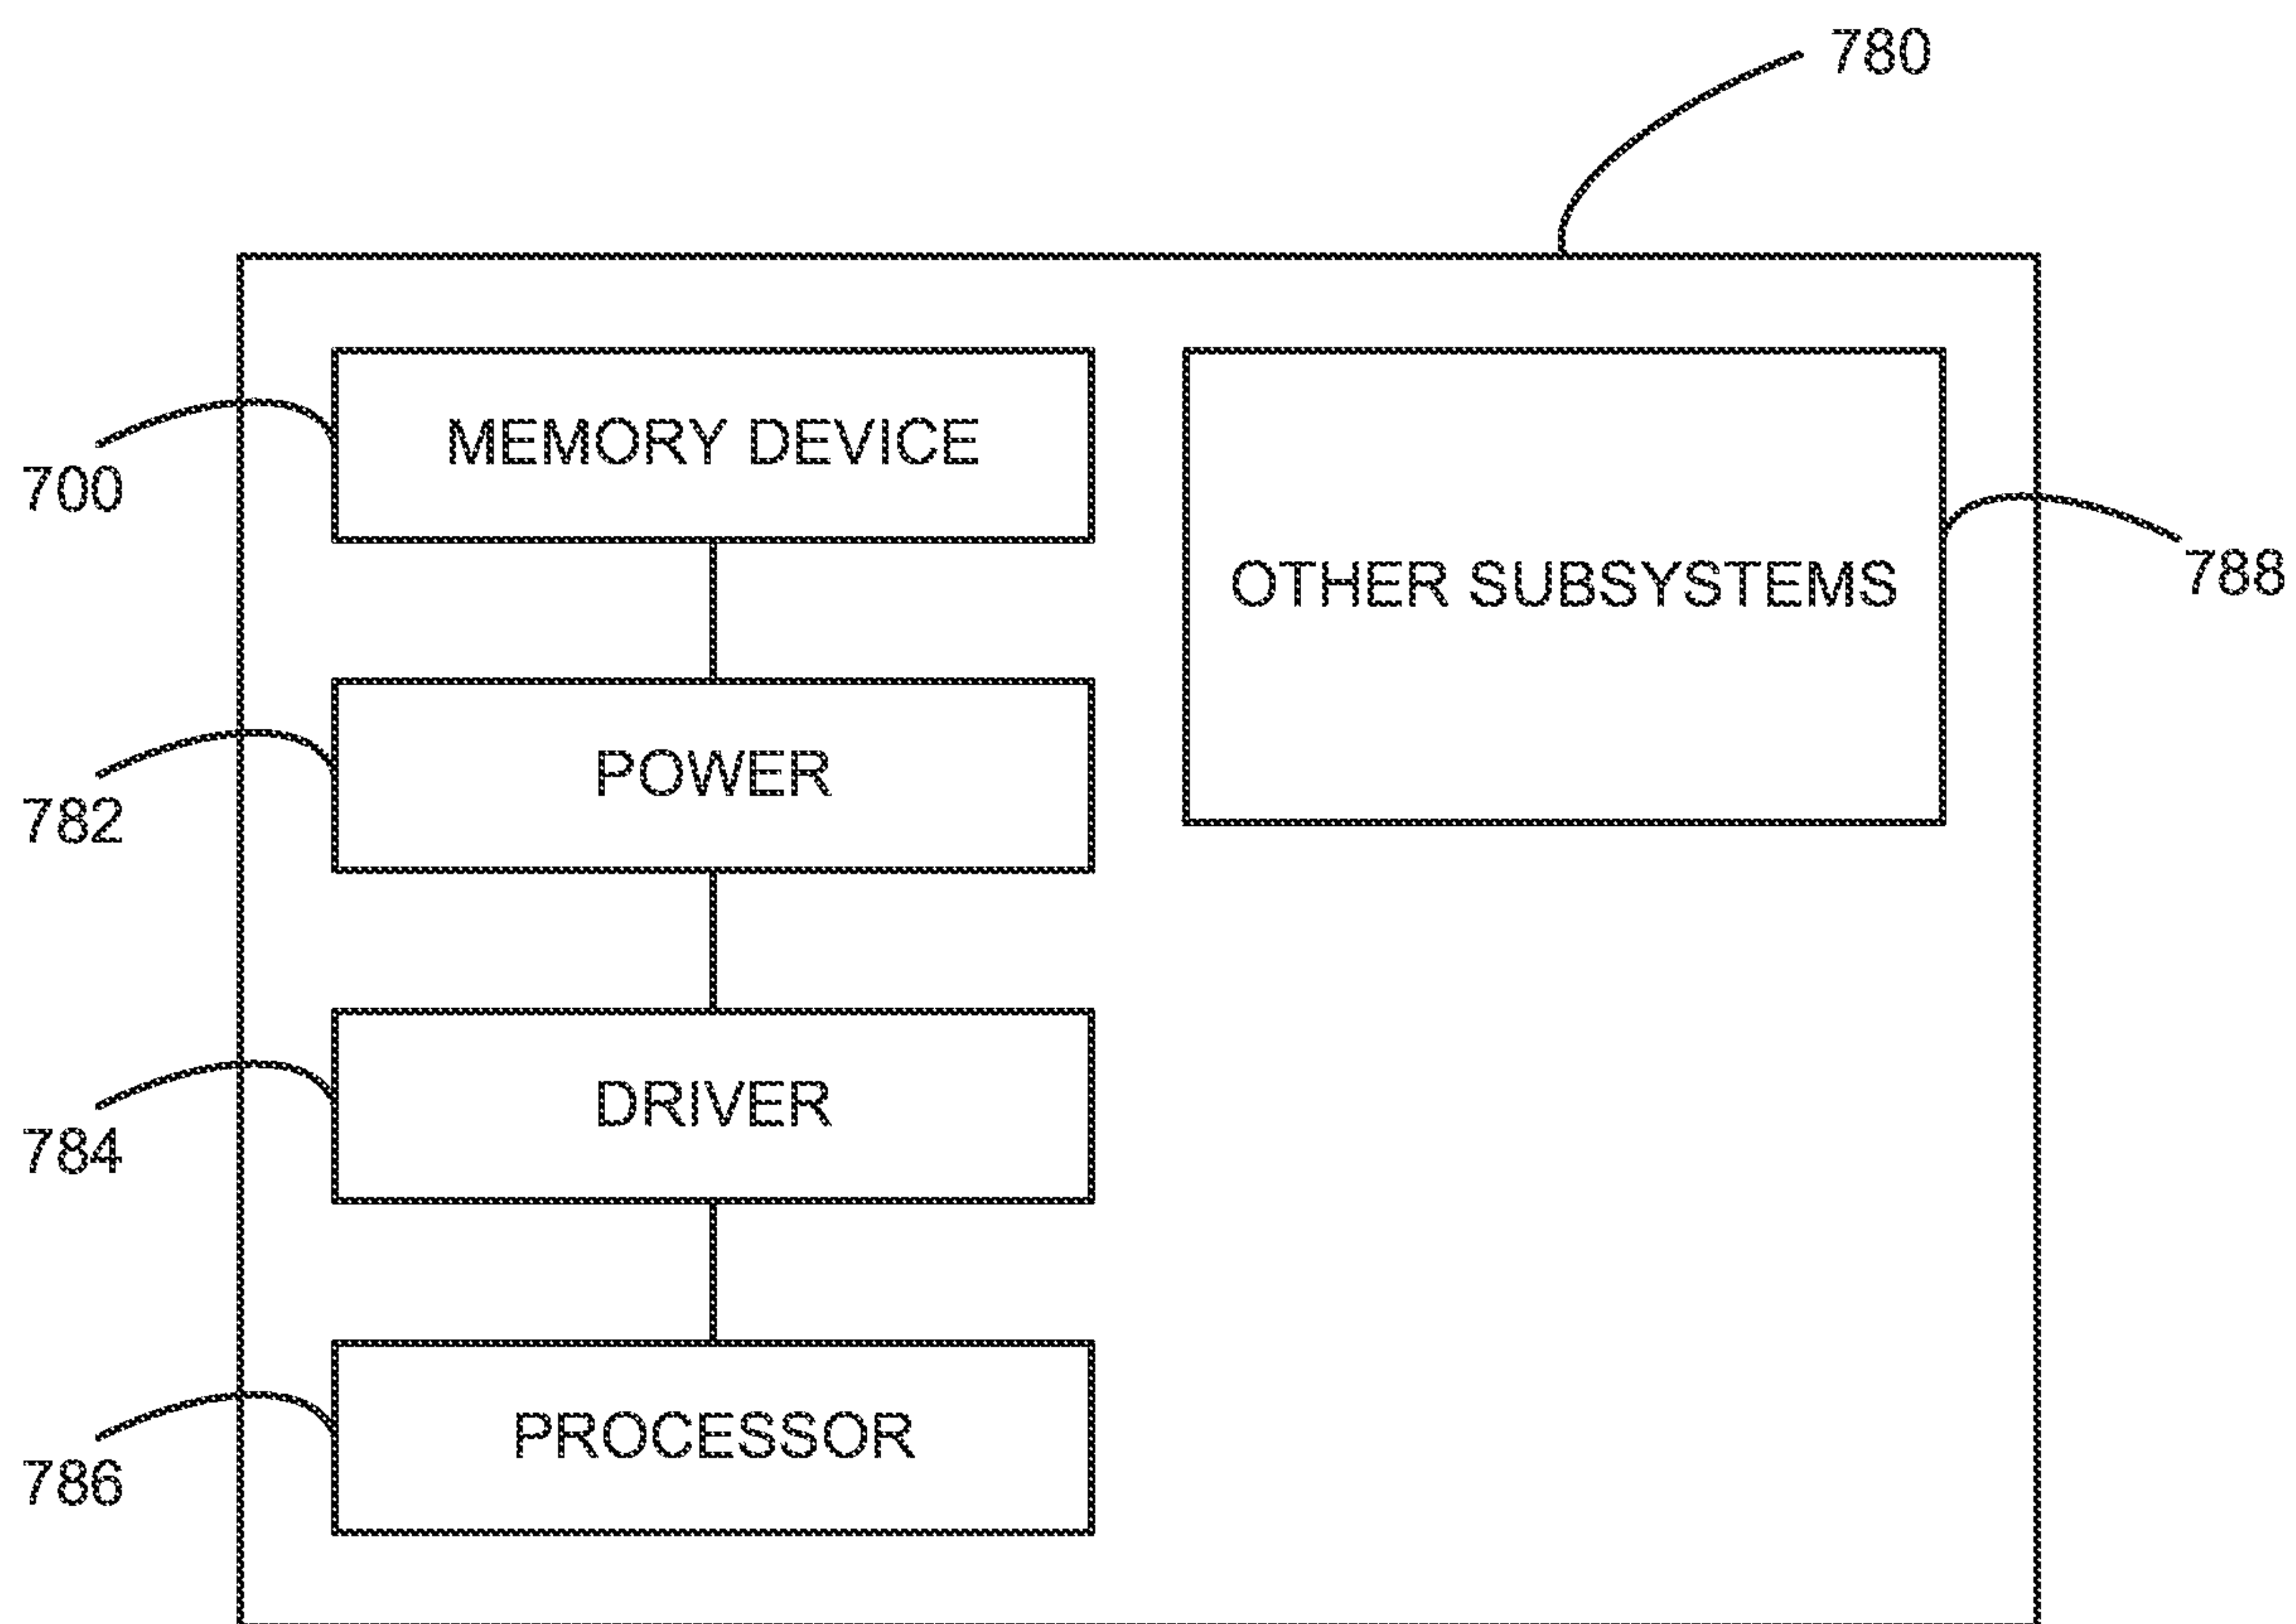 780
MEMORY DEVICE
700
OTHER SUBSYSTEMS
788
POWER
782
DRIVER
784
PROCESSOR
786